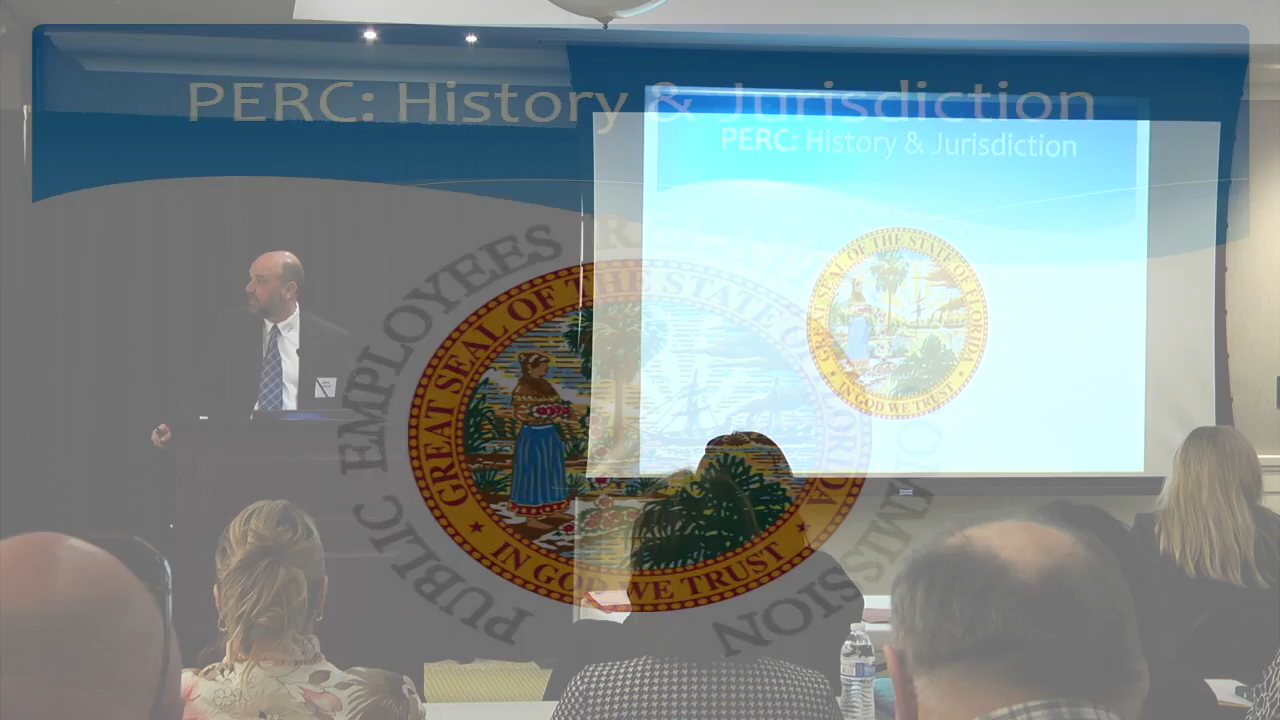 PERC: History & Jurisdiction
PERC: History & Jurisdiction
GREAT SEAL OF THE STATE OF FLORIDA
IN GOD WE TRUST
PUBLIC EMPLOYEES
COMMISSION
GREAT SEAL OF THE STATE OF FLORIDA
IN GOD WE TRUST